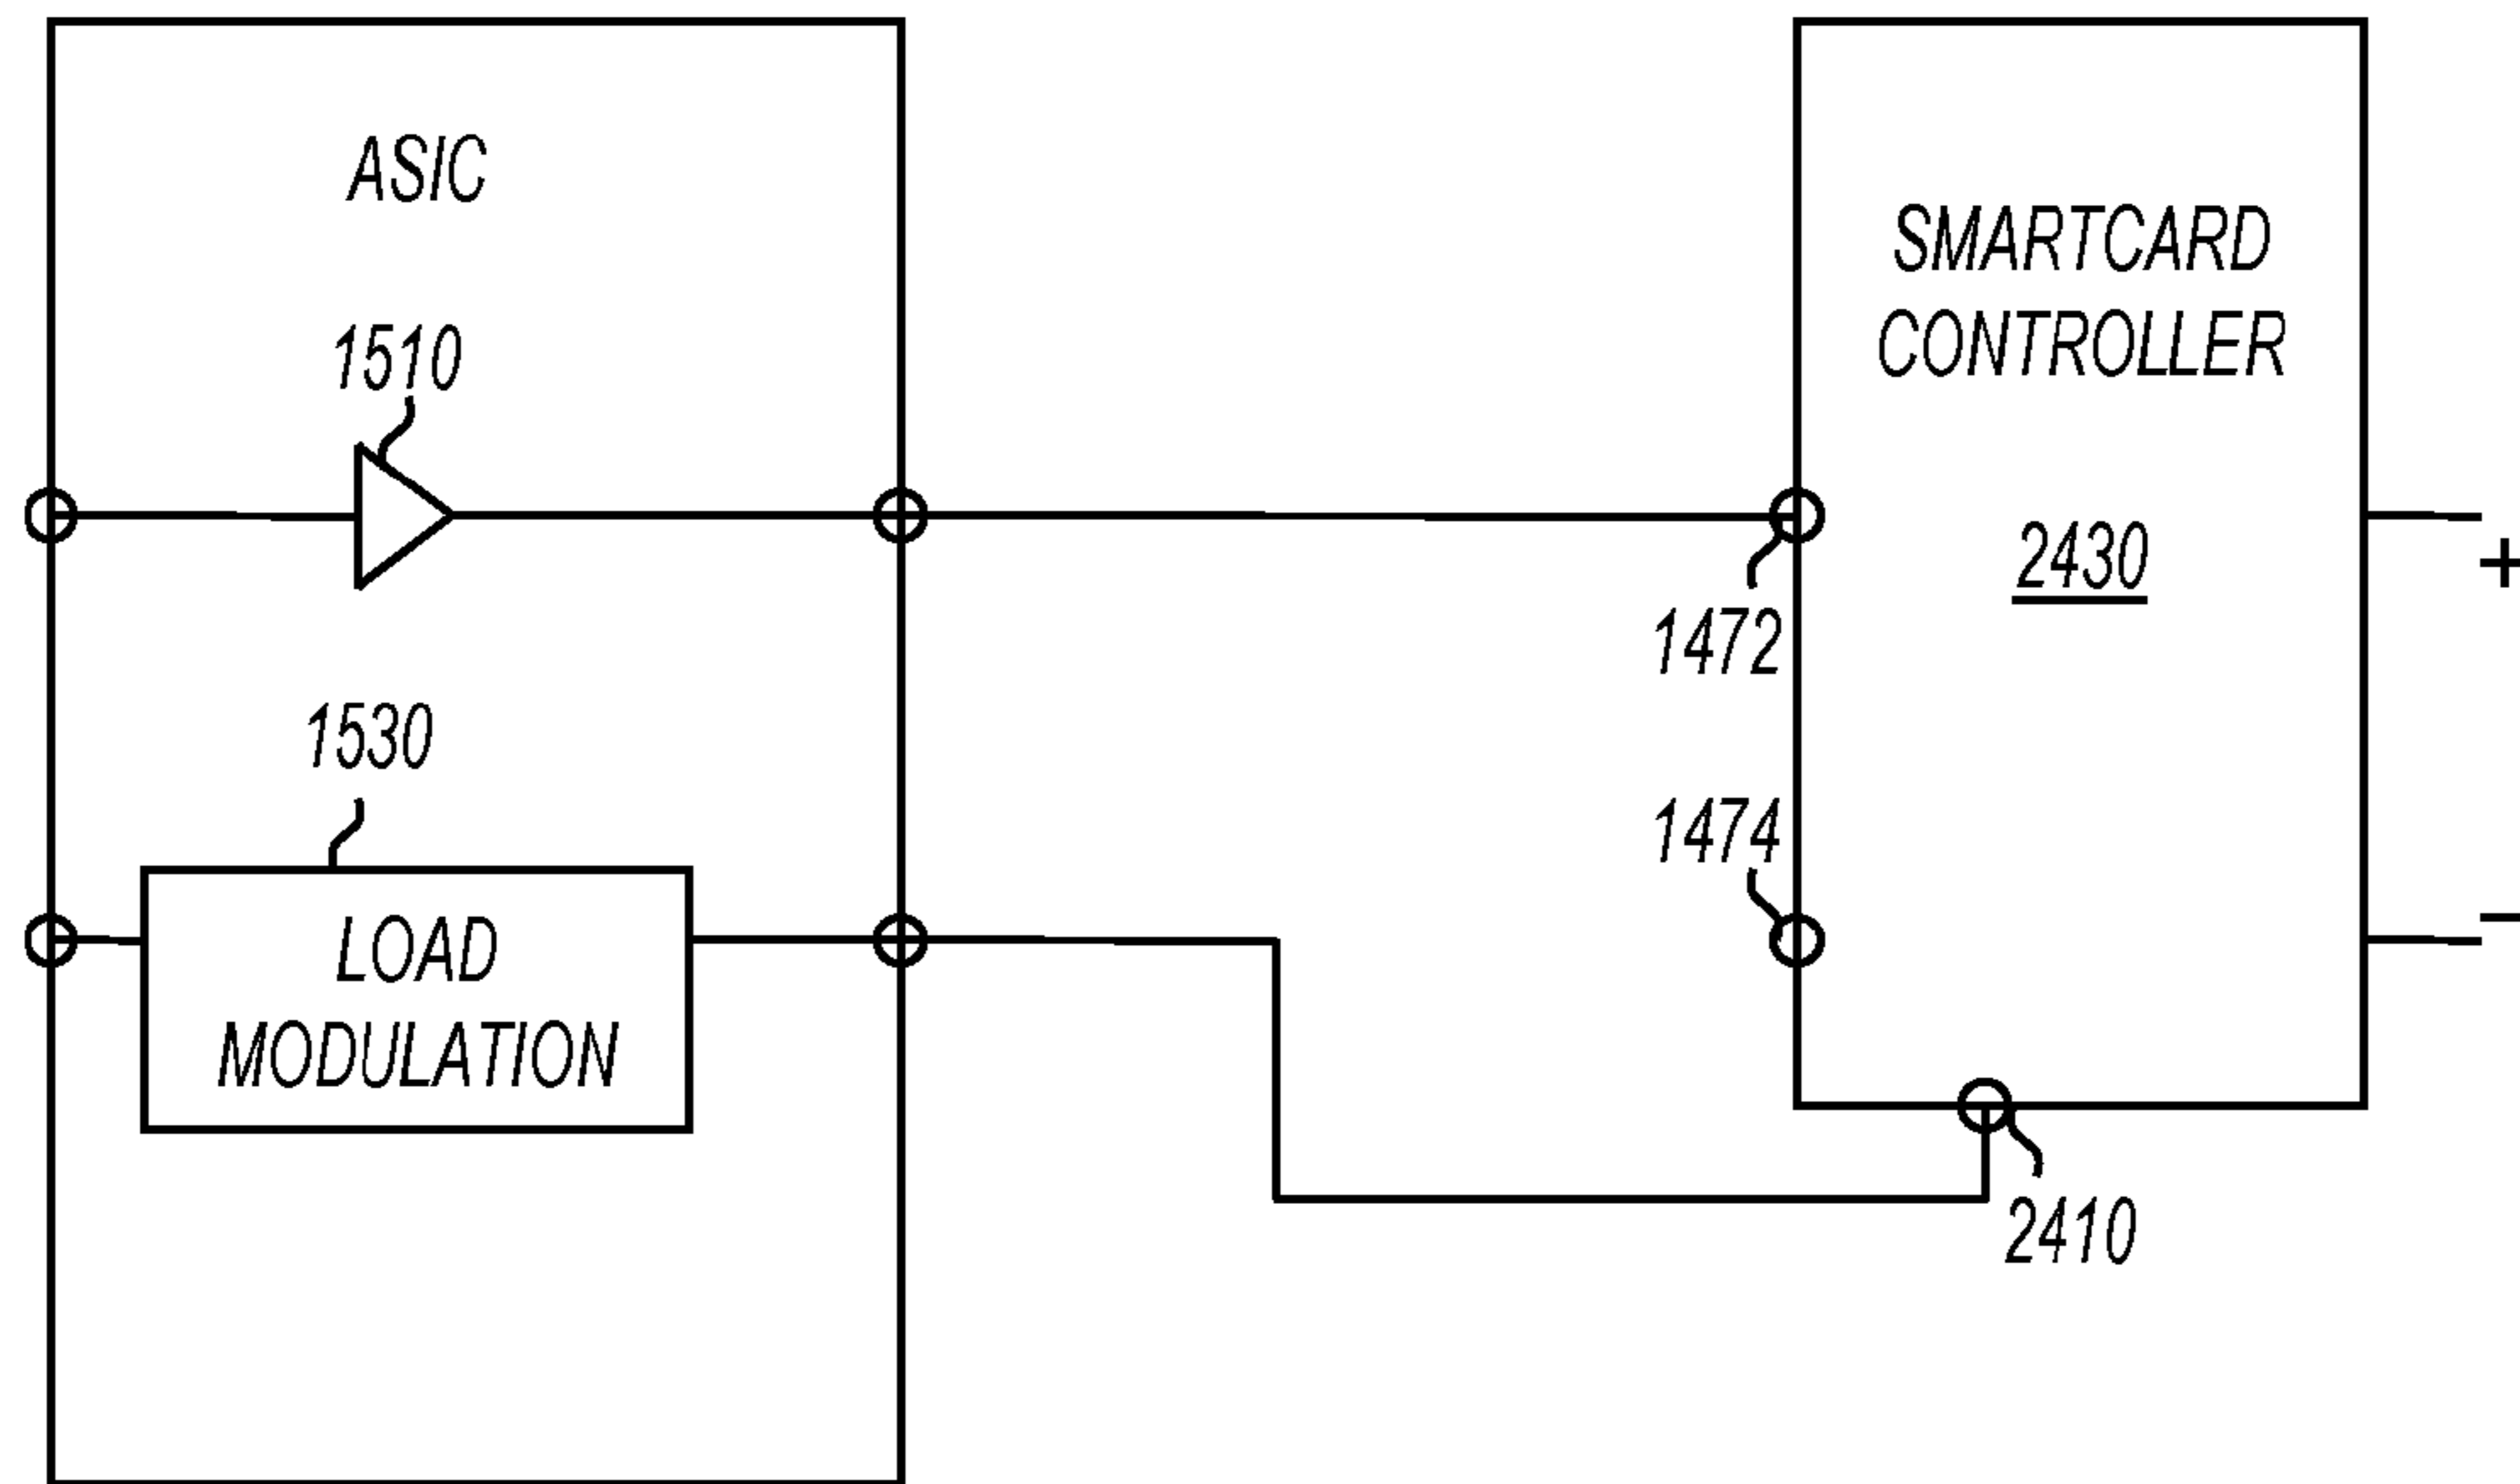 ASIC
SMARTCARD
CONTROLLER
1510
2430
+
1472
1530
1474
LOAD
MODULATION
−
2410